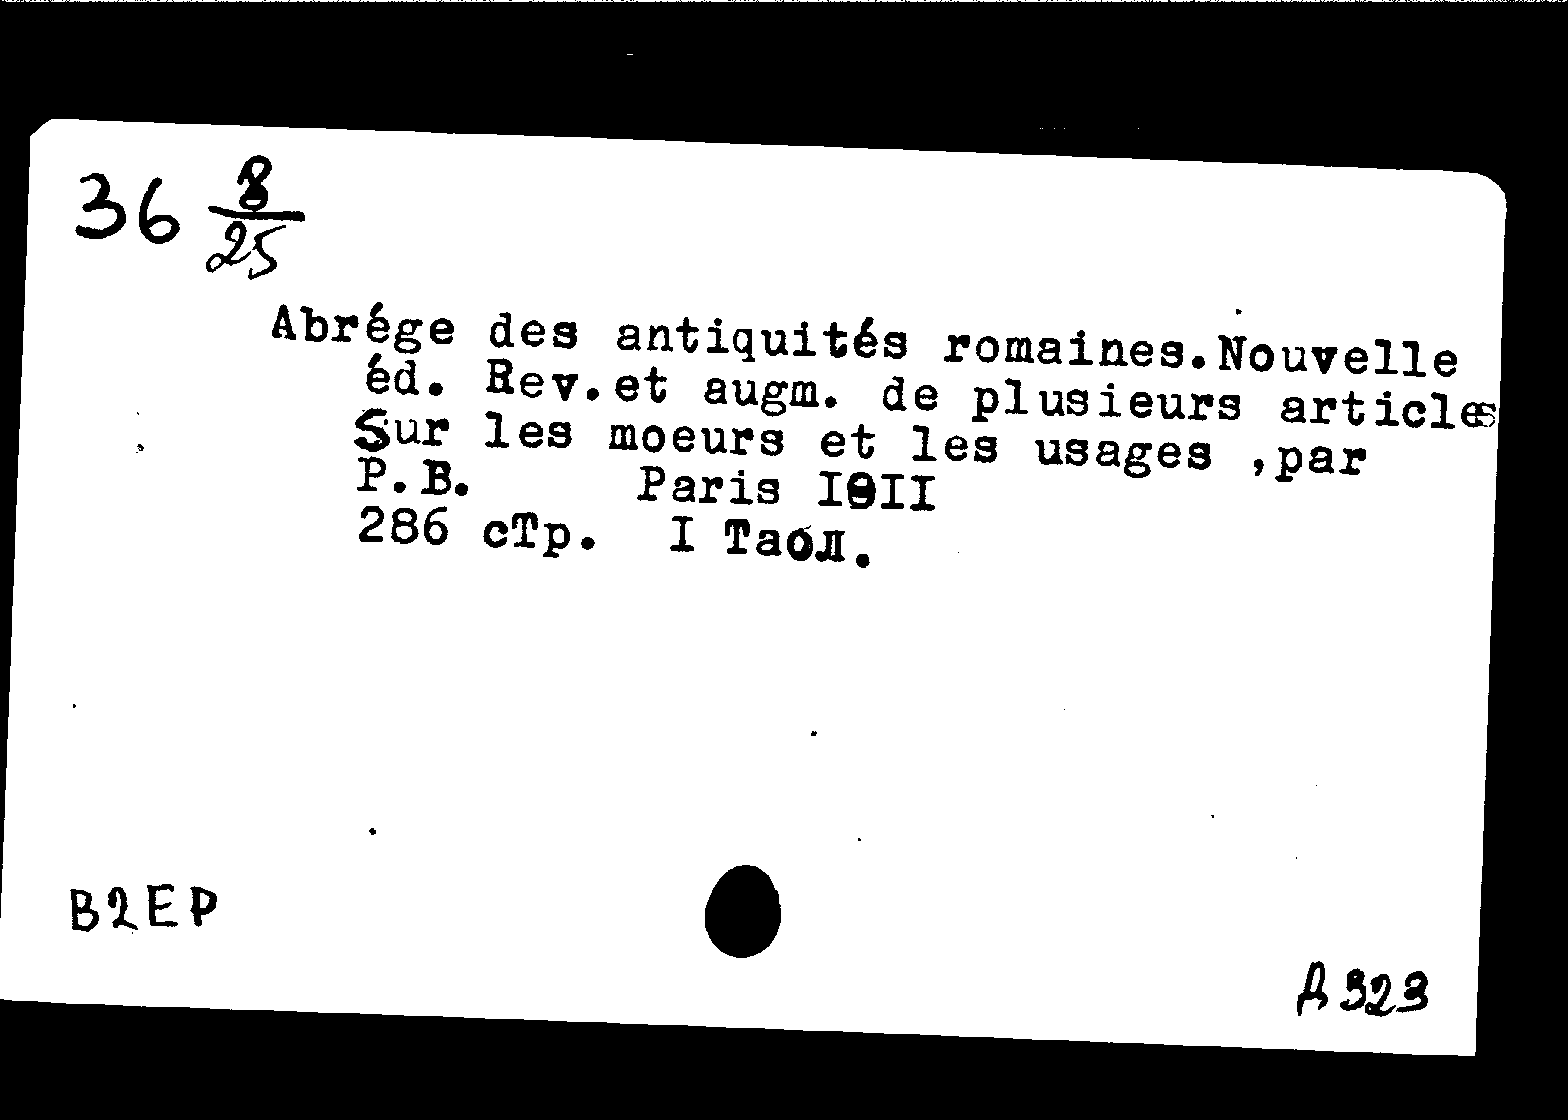 36 8/25
Abrége des antiquités romaines.Nouvelle
éd. Rev.et augm. de plusieurs articles
Sur les moeurs et les usages ,par
P.B. Paris I8II
286 cTp. I Табл.
B2EP
Д 323